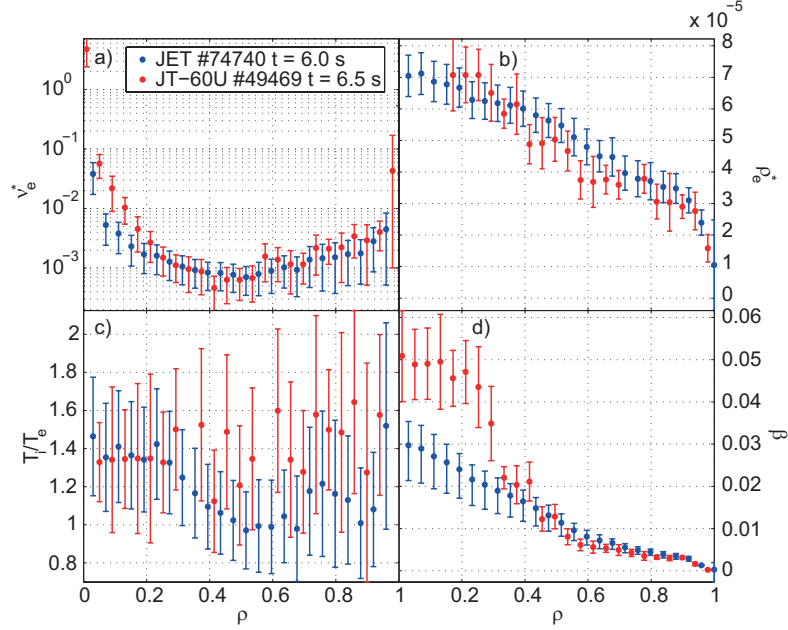 x 10⁻⁵
a)
JET #74740 t = 6.0 s
JT−60U #49469 t = 6.5 s
10⁰
10⁻¹
10⁻²
10⁻³
ν*e
b)
8
7
6
5
4
3
2
1
0
ρ*e
c)
2
1.8
1.6
1.4
1.2
1
0.8
Ti/Te
0
0.2
0.4
0.6
0.8
1
ρ
d)
0.06
0.05
0.04
0.03
0.02
0.01
0
β
0.2
0.4
0.6
0.8
1
ρ